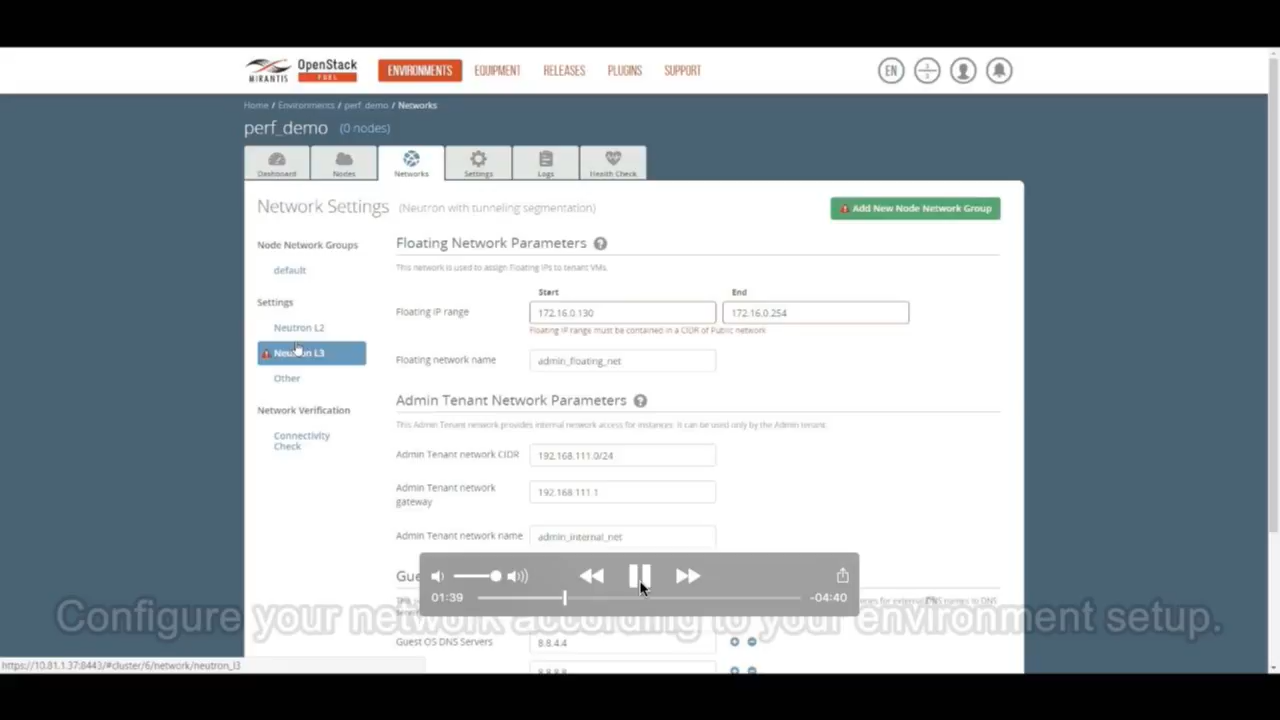 MIRANTIS
OpenStack
FUEL
ENVIRONMENTS
EQUIPMENT
RELEASES
PLUGINS
SUPPORT
EN
Home / Environments / perf_demo / Networks
perf_demo (0 nodes)
Dashboard
Nodes
Networks
Settings
Logs
Health Check
Network Settings (Neutron with tunneling segmentation)
Add New Node Network Group
Node Network Groups
default
Settings
Neutron L2
Neutron L3
Other
Network Verification
Connectivity
Check
Floating Network Parameters ?
This network is used to assign Floating IPs to tenant VMs.
Start End
Floating IP range 172.16.0.130 172.16.0.254
Floating IP range must be contained in a CIDR of Public network
Floating network name admin_floating_net
Admin Tenant Network Parameters ?
This Admin Tenant network provides internal network access for instances. It can be used only by the Admin tenant.
Admin Tenant network CIDR 192.168.111.0/24
Admin Tenant network
gateway
192.168.111.1
Admin Tenant network name admin_internal_net
01:39 -04:40
Configure your network according to your environment setup.
Guest OS DNS Servers 8.8.4.4
https://10.81.1.37:8443/#cluster/6/network/neutron_l3